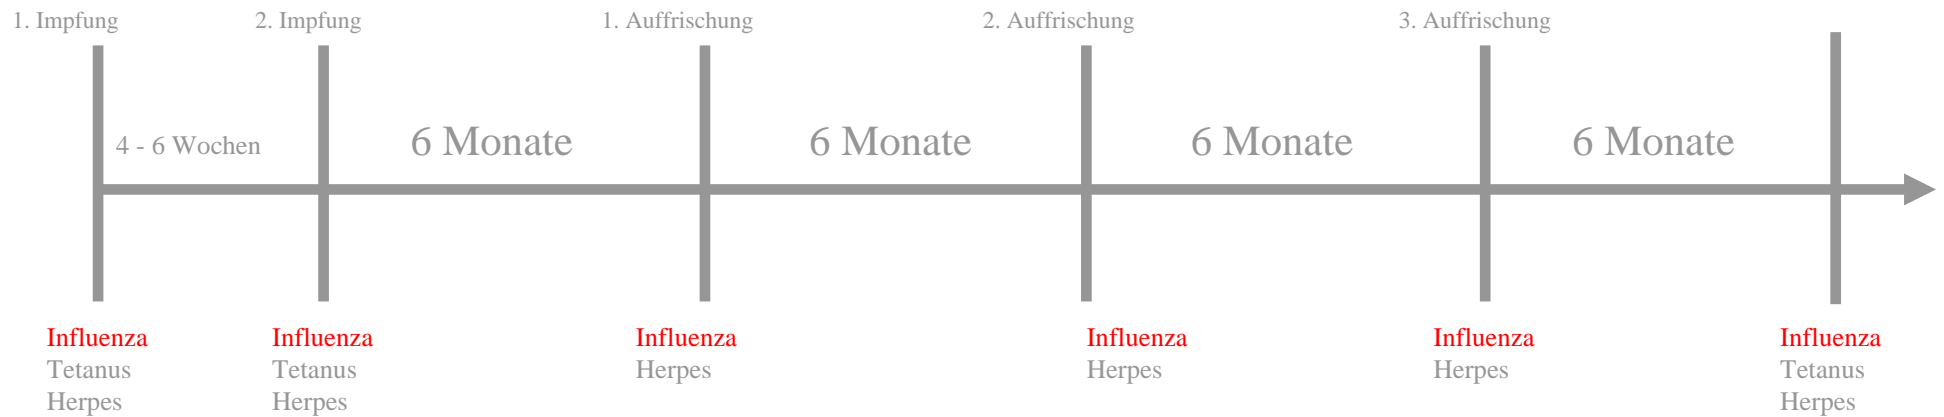 1. Impfung
2. Impfung
1. Auffrischung
2. Auffrischung
3. Auffrischung
4 - 6 Wochen
6 Monate
6 Monate
6 Monate
6 Monate
Influenza
Tetanus
Herpes
Influenza
Tetanus
Herpes
Influenza
Herpes
Influenza
Herpes
Influenza
Herpes
Influenza
Tetanus
Herpes